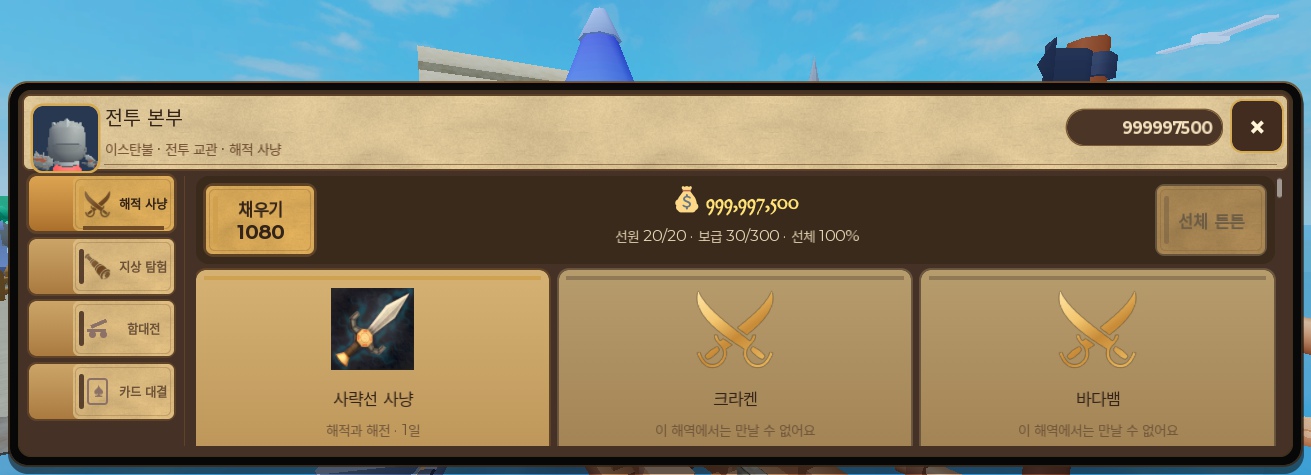 전투 본부
이스탄불 · 전투 교관 · 해적 사냥
999997500
해적 사냥
지상 탐험
함대전
카드 대결
채우기
1080
999,997,500
선원 20/20 · 보급 30/300 · 선체 100%
선체 튼튼
사략선 사냥
해적과 해전 · 1일
크라켄
이 해역에서는 만날 수 없어요
바다뱀
이 해역에서는 만날 수 없어요